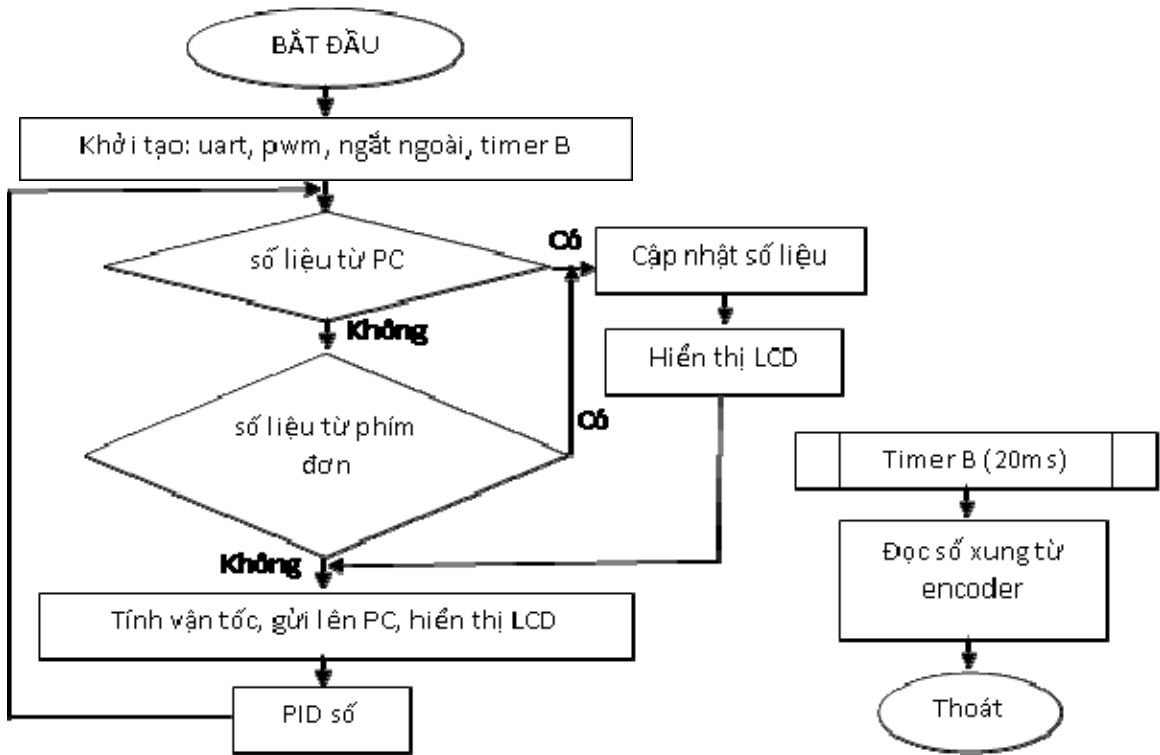 BẮT ĐẦU
Khởi tạo: uart, pwm, ngắt ngoài, timer B
số liệu từ PC
Có
Cập nhật số liệu
Không
Hiển thị LCD
số liệu từ phím
đơn
Có
Timer B (20ms)
Không
Đọc số xung từ
encoder
Tính vận tốc, gửi lên PC, hiển thị LCD
PID số
Thoát